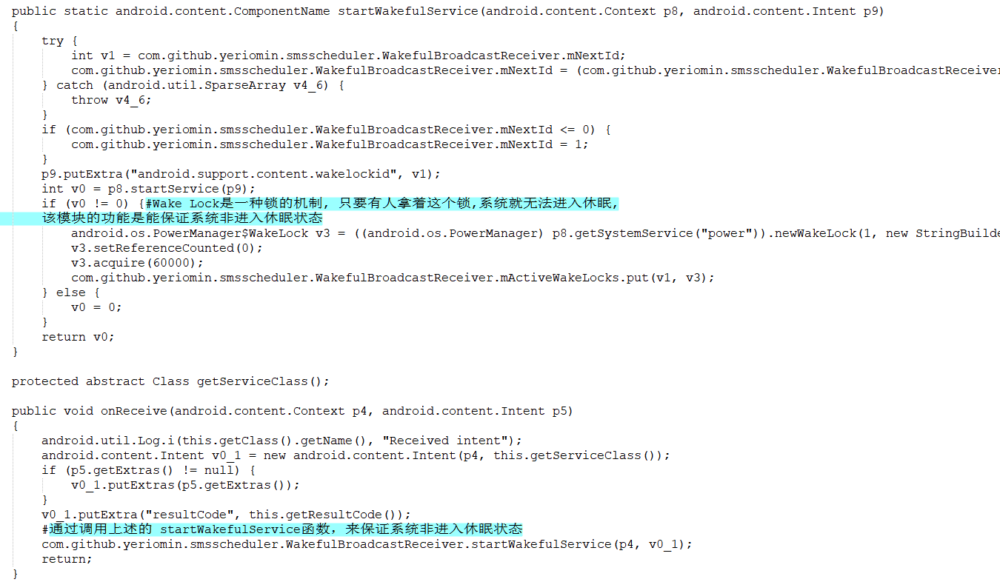 public static android.content.ComponentName startWakefulService(android.content.Context p8, android.content.Intent p9)
{
    try {
        int v1 = com.github.yeriomin.smsscheduler.WakefulBroadcastReceiver.mNextId;
        com.github.yeriomin.smsscheduler.WakefulBroadcastReceiver.mNextId = (com.github.yeriomin.smsscheduler.WakefulBroadcastReceiver
    } catch (android.util.SparseArray v4_6) {
        throw v4_6;
    }
    if (com.github.yeriomin.smsscheduler.WakefulBroadcastReceiver.mNextId <= 0) {
        com.github.yeriomin.smsscheduler.WakefulBroadcastReceiver.mNextId = 1;
    }
    p9.putExtra("android.support.content.wakelockid", v1);
    int v0 = p8.startService(p9);
    if (v0 != 0) {#Wake Lock是一种锁的机制, 只要有人拿着这个锁,系统就无法进入休眠,
    该模块的功能是能保证系统非进入休眠状态
        android.os.PowerManager$WakeLock v3 = ((android.os.PowerManager) p8.getSystemService("power")).newWakeLock(1, new StringBuilde
        v3.setReferenceCounted(0);
        v3.acquire(60000);
        com.github.yeriomin.smsscheduler.WakefulBroadcastReceiver.mActiveWakeLocks.put(v1, v3);
    } else {
        v0 = 0;
    }
    return v0;
}
protected abstract Class getServiceClass();
public void onReceive(android.content.Context p4, android.content.Intent p5)
{
    android.util.Log.i(this.getClass().getName(), "Received intent");
    android.content.Intent v0_1 = new android.content.Intent(p4, this.getServiceClass());
    if (p5.getExtras() != null) {
        v0_1.putExtras(p5.getExtras());
    }
    v0_1.putExtra("resultCode", this.getResultCode());
    #通过调用上述的 startWakefulService函数，来保证系统非进入休眠状态
    com.github.yeriomin.smsscheduler.WakefulBroadcastReceiver.startWakefulService(p4, v0_1);
    return;
}